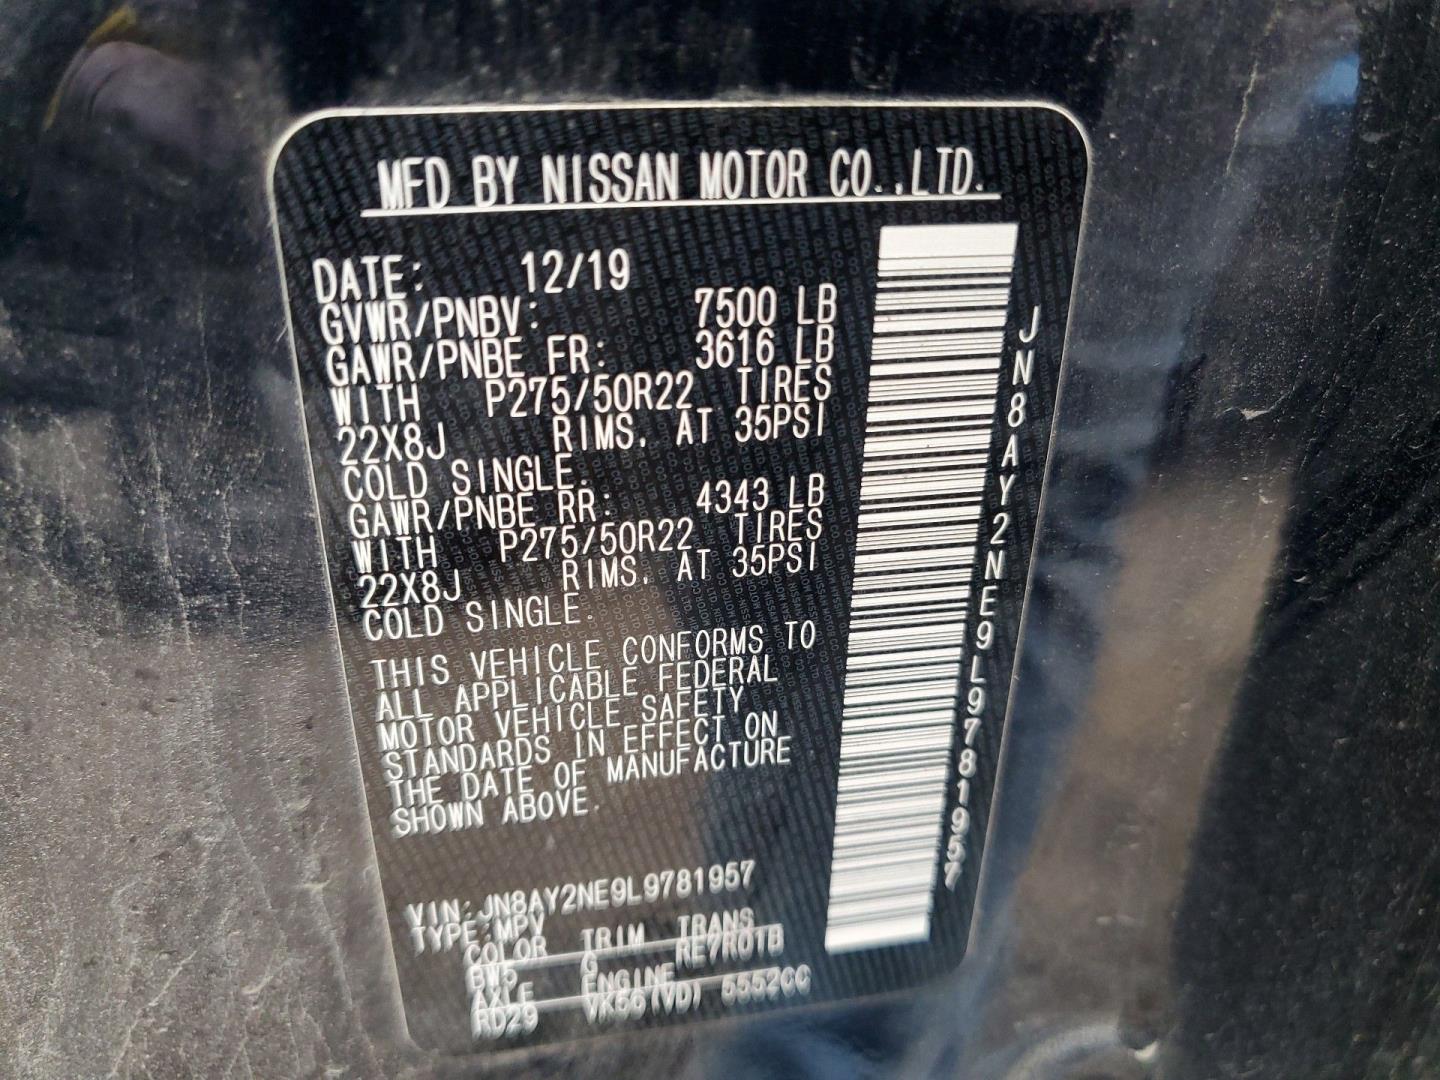 MFD BY NISSAN MOTOR CO.,LTD.
DATE: 12/19
GVWR/PNBV: 7500 LB
GAWR/PNBE FR: 3616 LB
WITH P275/50R22 TIRES
22X8J RIMS. AT 35PSI
COLD SINGLE.
GAWR/PNBE RR: 4343 LB
WITH P275/50R22 TIRES
22X8J RIMS. AT 35PSI
COLD SINGLE.
THIS VEHICLE CONFORMS TO
ALL APPLICABLE FEDERAL
MOTOR VEHICLE SAFETY
STANDARDS IN EFFECT ON
THE DATE OF MANUFACTURE
SHOWN ABOVE.
VIN:JN8AY2NE9L9781957
TYPE:MPV
COLOR TRIM TRANS
BW5 G RE7R01B
AXLE ENGINE
RD29 VK56(VD) 5552CC
JN8AY2NE9L9781957